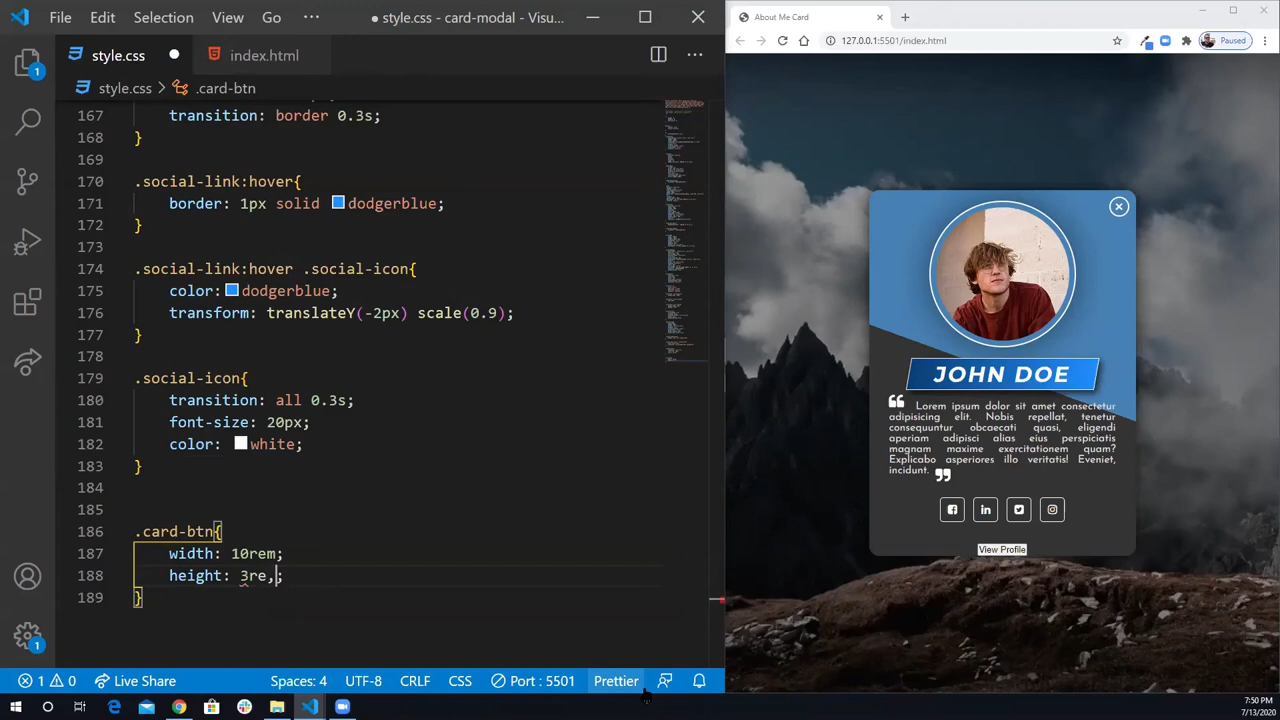 File Edit Selection View Go ··· style.css - card-modal - Visu...
About Me Card
style.css index.html
127.0.0.1:5501/index.html Paused
style.css > .card-btn
167 transition: border 0.3s;
168 }
169
170 .social-link:hover{
171 border: 1px solid dodgerblue;
172 }
173
174 .social-link:hover .social-icon{
175 color: dodgerblue;
176 transform: translateY(-2px) scale(0.9);
177 }
178
179 .social-icon{
180 transition: all 0.3s;
181 font-size: 20px;
182 color: white;
183 }
184
185
186 .card-btn{
187 width: 10rem;
188 height: 3re,;
189 }
1
1
JOHN DOE
❝ Lorem ipsum dolor sit amet consectetur
adipisicing elit. Nobis repellat, tenetur
consequuntur obcaecati quasi, eligendi
aperiam adipisci alias eius perspiciatis
magnam maxime exercitationem quam?
Explicabo asperiores illo veritatis! Eveniet,
incidunt. ❞
in
View Profile
1 0 Live Share Spaces: 4 UTF-8 CRLF CSS Port : 5501 Prettier
7:50 PM
7/13/2020